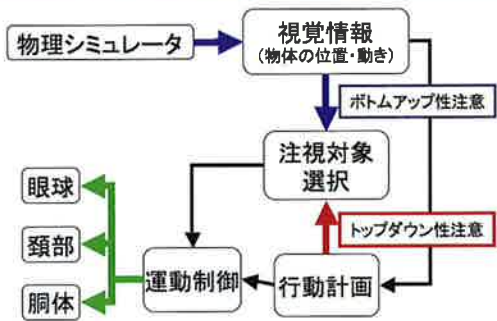 物理シミュレータ
視覚情報
(物体の位置・動き)
ボトムアップ性注意
注視対象
選択
眼球
トップダウン性注意
頚部
運動制御
行動計画
胴体